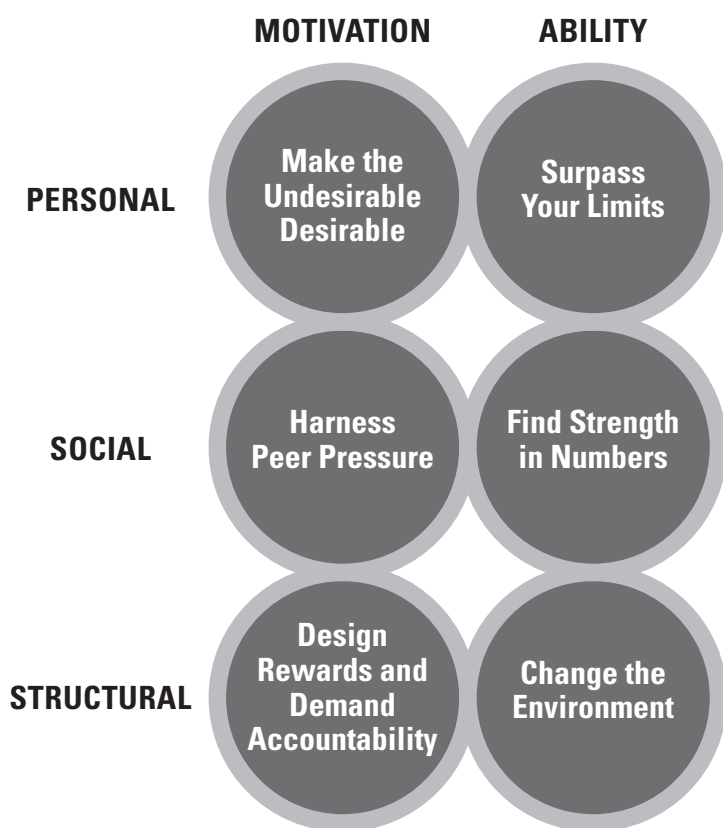 MOTIVATION ABILITY
PERSONAL
Make the
Undesirable
Desirable
Surpass
Your Limits
SOCIAL
Harness
Peer Pressure
Find Strength
in Numbers
STRUCTURAL
Design
Rewards and
Demand
Accountability
Change the
Environment